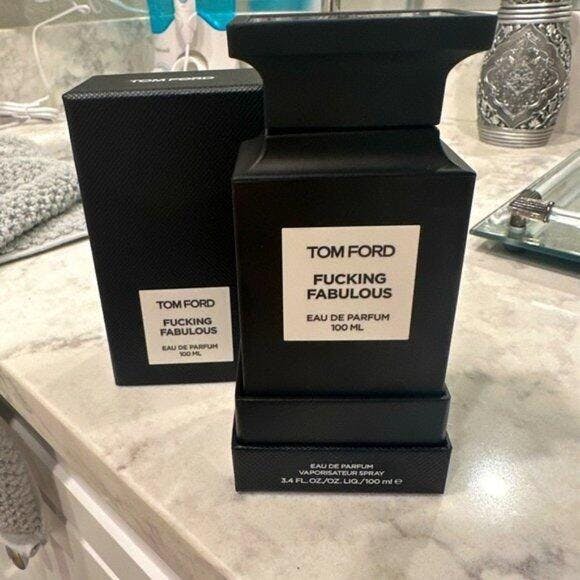 TOM FORD
TOM FORD
FUCKING
FABULOUS
EAU DE PARFUM
100 ML
TOM FORD
FUCKING
FABULOUS
EAU DE PARFUM
100 ML
EAU DE PARFUM
VAPORISATEUR SPRAY
3.4 FL. OZ./OZ. LIQ./100 ml ℮